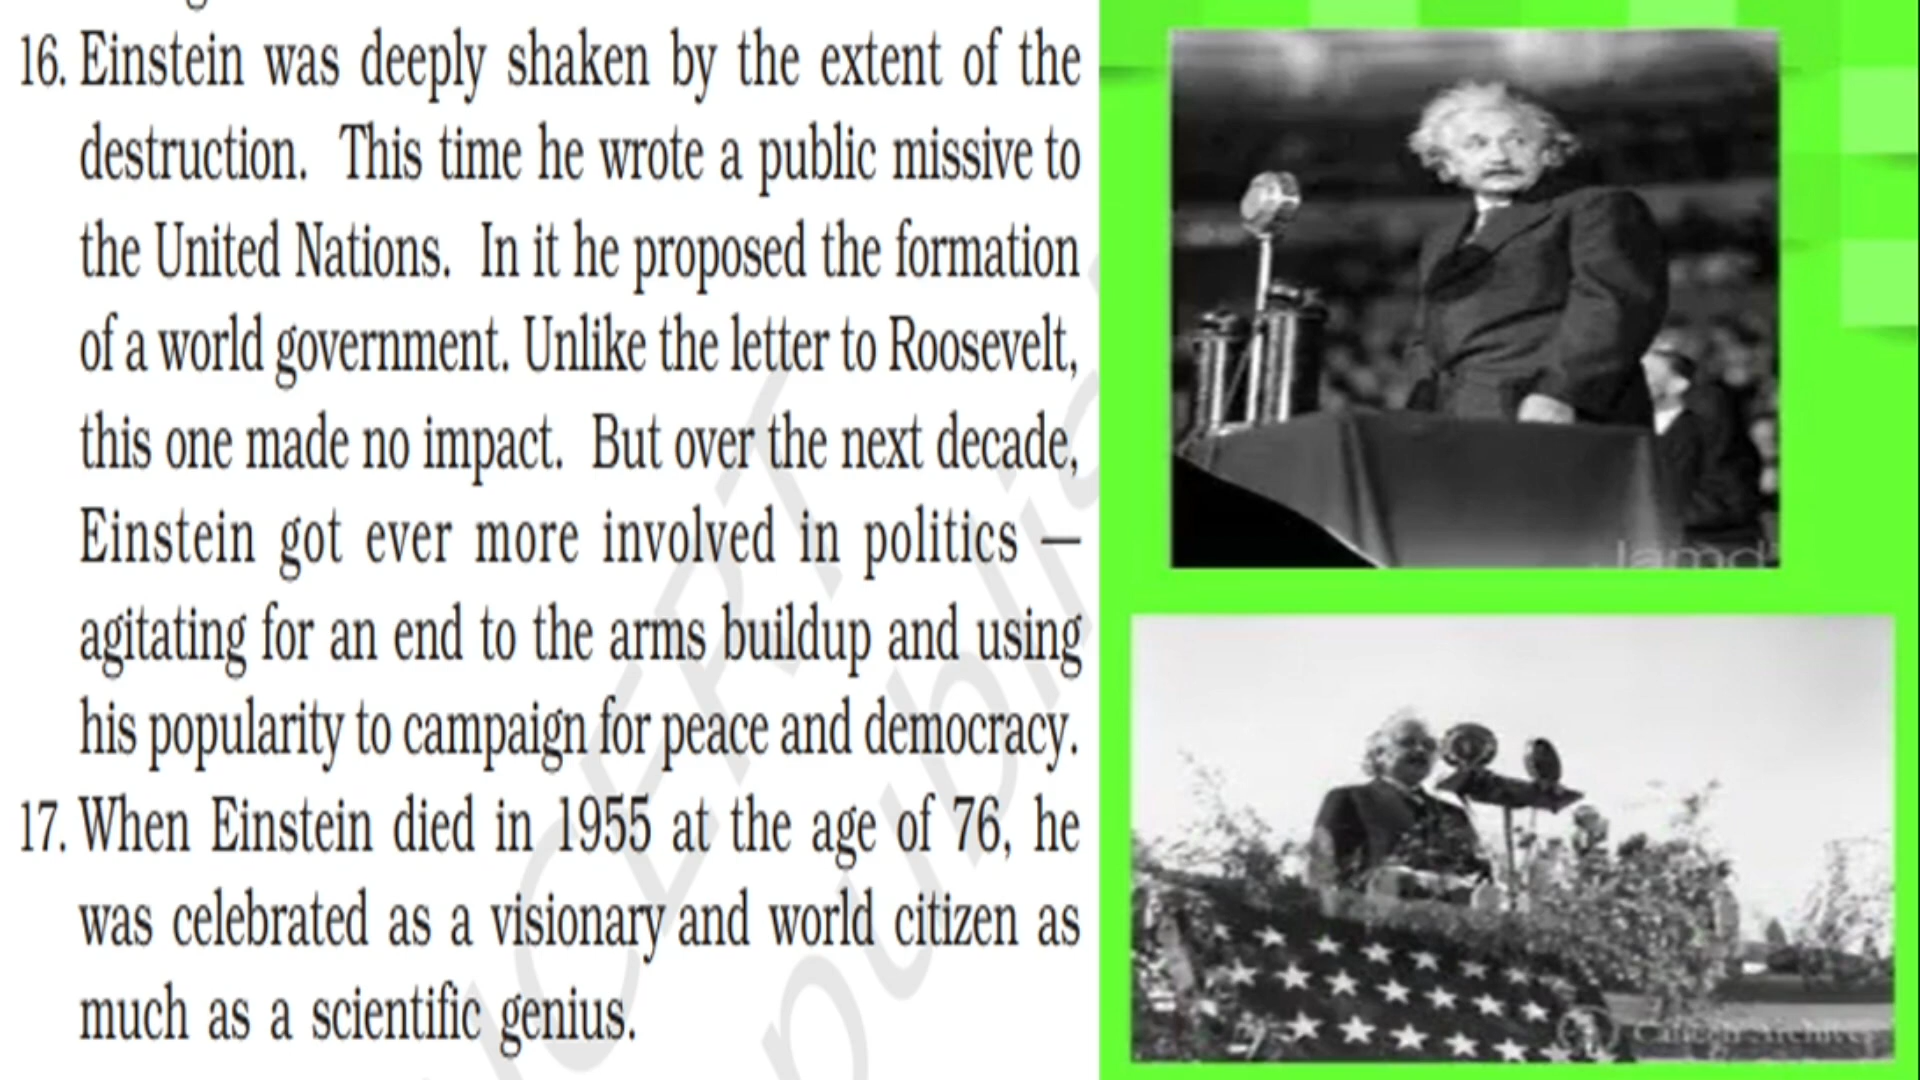 16. Einstein was deeply shaken by the extent of the
destruction. This time he wrote a public missive to
the United Nations. In it he proposed the formation
of a world government. Unlike the letter to Roosevelt,
this one made no impact. But over the next decade,
Einstein got ever more involved in politics —
agitating for an end to the arms buildup and using
his popularity to campaign for peace and democracy.
17. When Einstein died in 1955 at the age of 76, he
was celebrated as a visionary and world citizen as
much as a scientific genius.